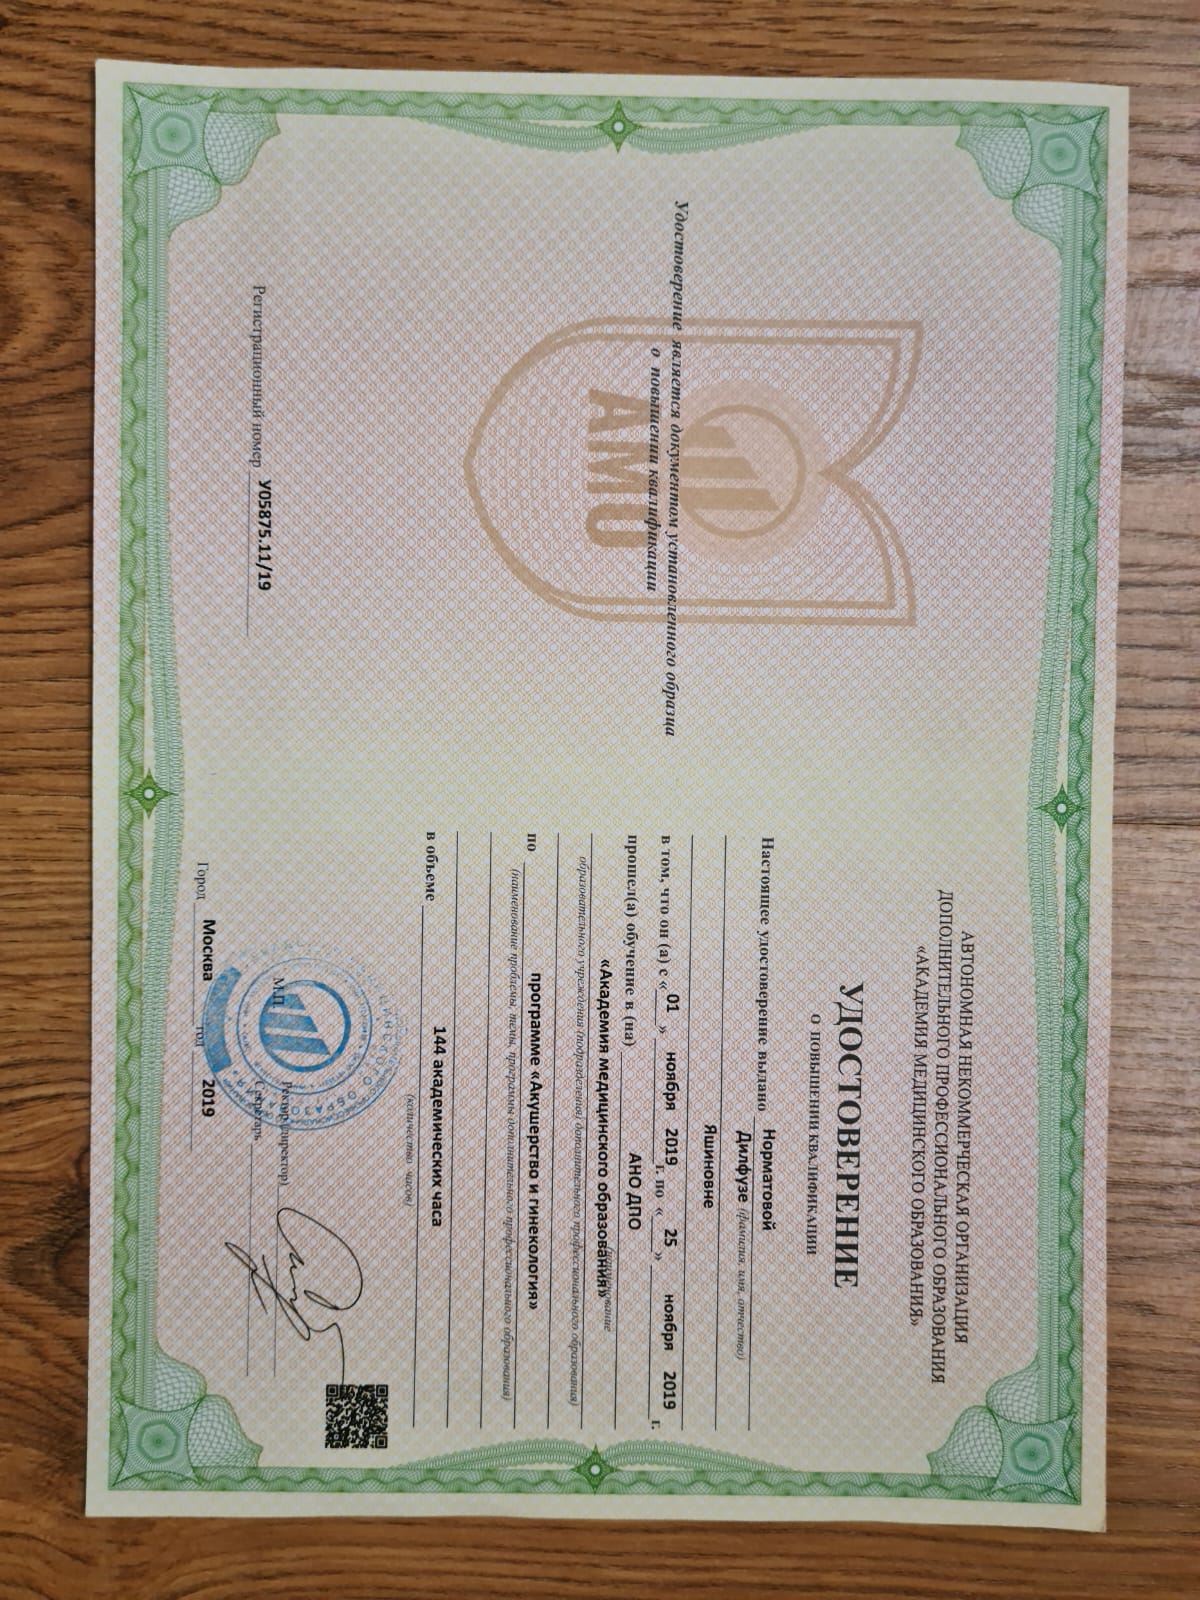 Удостоверение является документом установленного образца
о повышении квалификации
АМО
Регистрационный номер У05875.11/19
АВТОНОМНАЯ НЕКОММЕРЧЕСКАЯ ОРГАНИЗАЦИЯ
ДОПОЛНИТЕЛЬНОГО ПРОФЕССИОНАЛЬНОГО ОБРАЗОВАНИЯ
«АКАДЕМИЯ МЕДИЦИНСКОГО ОБРАЗОВАНИЯ»
УДОСТОВЕРЕНИЕ
О ПОВЫШЕНИИ КВАЛИФИКАЦИИ
Настоящее удостоверение выдано Норматовой
Дилфузе (фамилия, имя, отчество)
Яшиновне
в том, что он (а) с « 01 » ноября 2019 г. по « 25 » ноября 2019 г.
прошел(а) обучение в (на) АНО ДПО
(наименование
«Академия медицинского образования»
образовательного учреждения (подразделения) дополнительного профессионального образования)
по программе «Акушерство и гинекология»
(наименование проблемы, темы, программы дополнительного профессионального образования)
в объеме 144 академических часа
(количество часов)
М.П.
Ректор (директор)
Секретарь
Город Москва год 2019